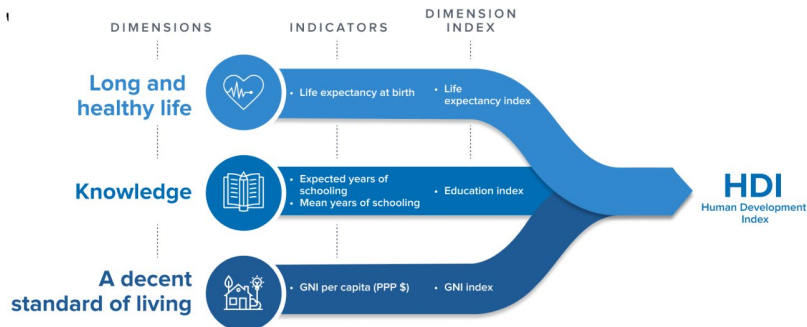 DIMENSIONS
INDICATORS
DIMENSION
INDEX
Long and
healthy life
• Life expectancy at birth
• Life
expectancy index
Knowledge
• Expected years of
schooling
• Mean years of schooling
• Education index
HDI
Human Development
Index
A decent
standard of living
• GNI per capita (PPP $)
• GNI index